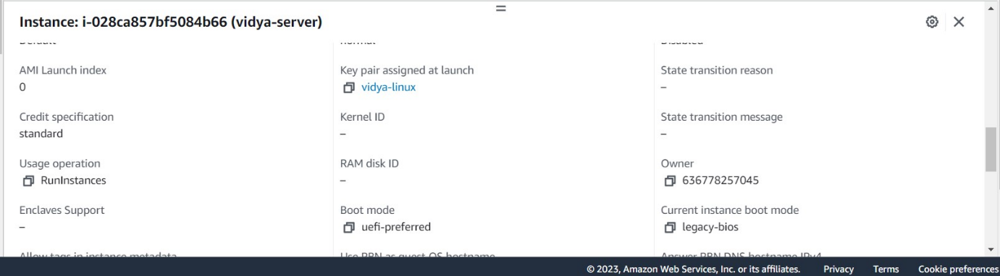 Instance: i-028ca857bf5084b66 (vidya-server)
Default normal Disabled
AMI Launch index Key pair assigned at launch State transition reason
0 vidya-linux –
Credit specification Kernel ID State transition message
standard – –
Usage operation RAM disk ID Owner
RunInstances – 636778257045
Enclaves Support Boot mode Current instance boot mode
– uefi-preferred legacy-bios
Allow tags in instance metadata Use RBN as guest OS hostname Answer RBN DNS hostname IPv4
© 2023, Amazon Web Services, Inc. or its affiliates. Privacy Terms Cookie preferences